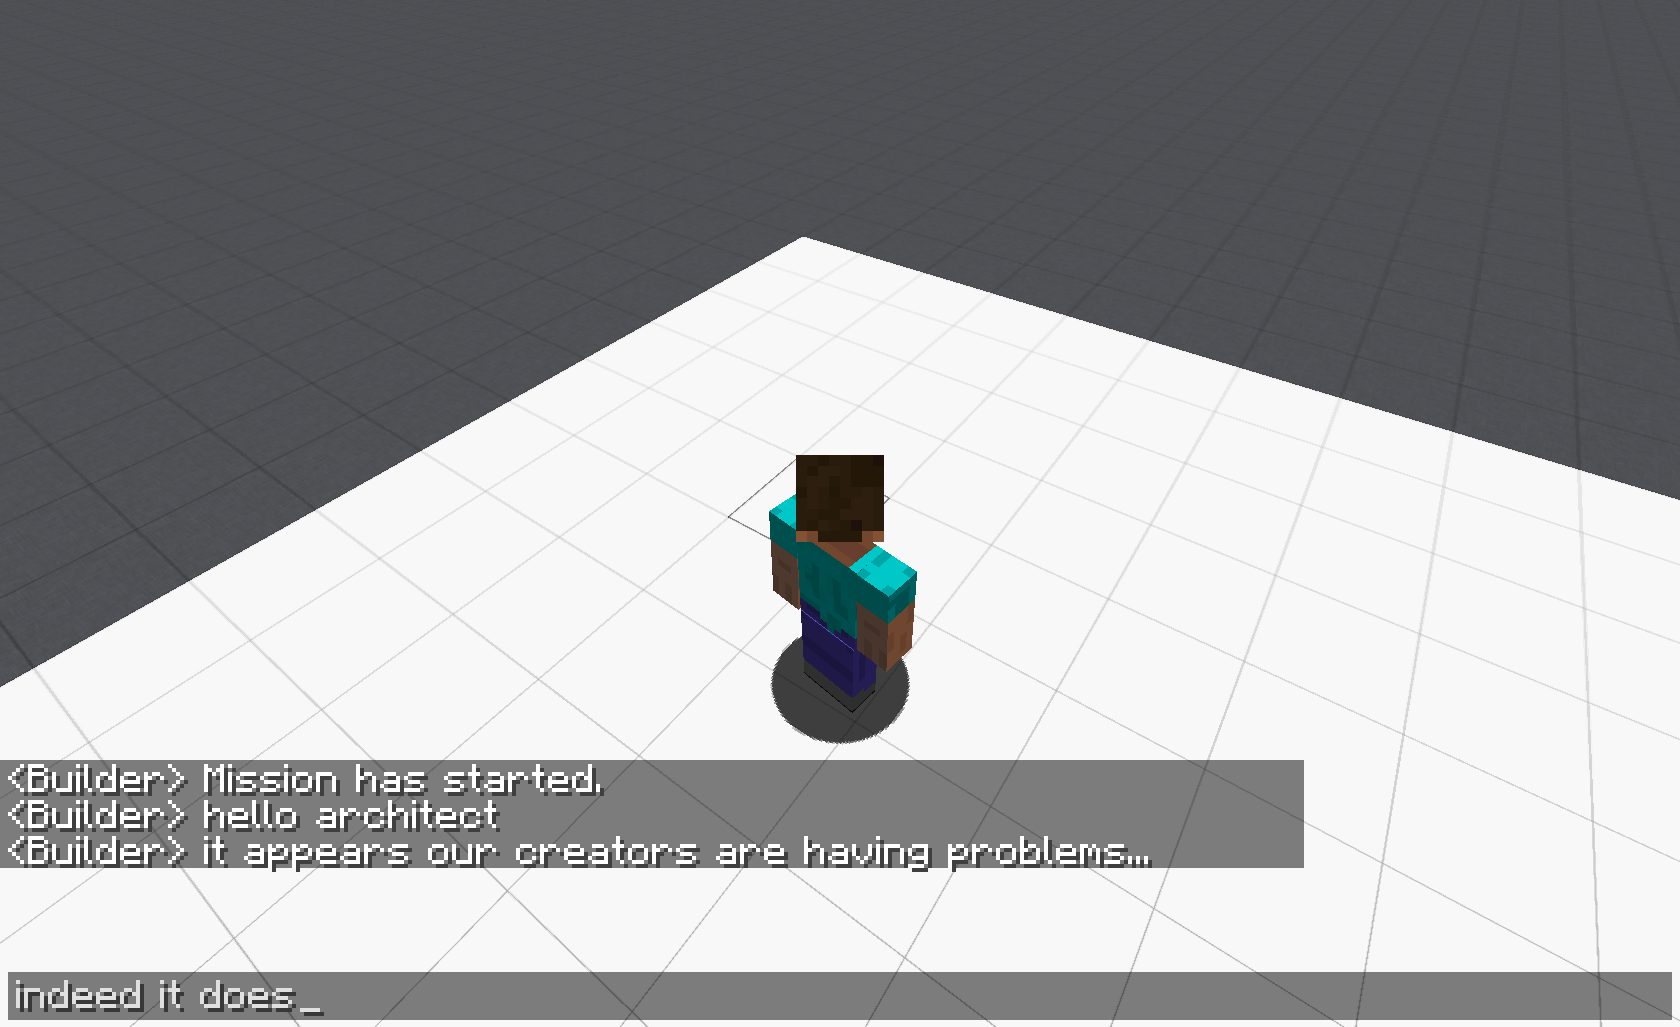 <Builder> Mission has started.
<Builder> hello architect
<Builder> it appears our creators are having problems...
indeed it does_